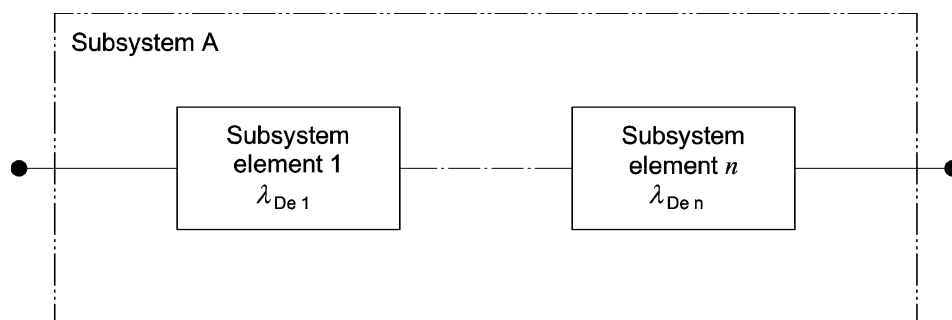 Subsystem A
Subsystem
element 1
λDe 1
Subsystem
element n
λDe n